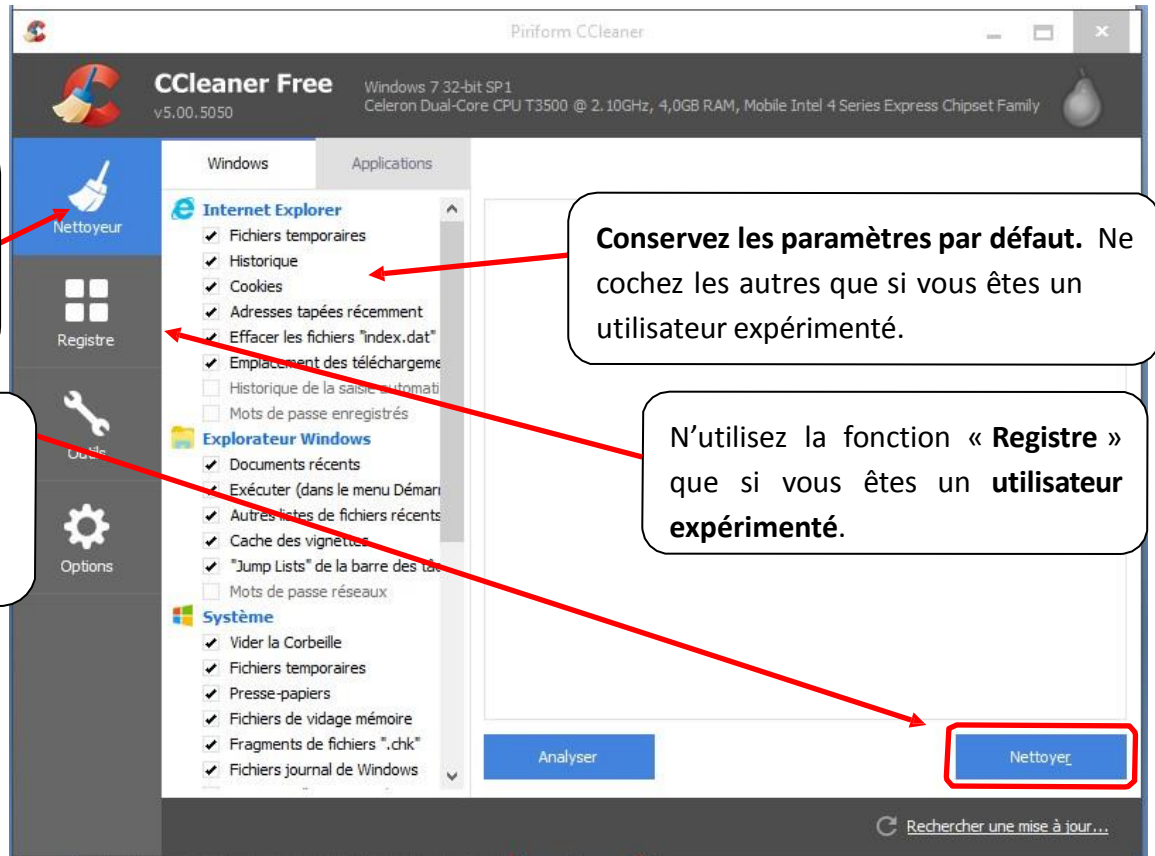 Piriform CCleaner
CCleaner Free
v5.00.5050
Windows 7 32-bit SP1
Celeron Dual-Core CPU T3500 @ 2.10GHz, 4,0GB RAM, Mobile Intel 4 Series Express Chipset Family
Nettoyeur
Registre
Outils
Options
Windows
Applications
Internet Explorer
Fichiers temporaires
Historique
Cookies
Adresses tapées récemment
Effacer les fichiers "index.dat"
Emplacement des téléchargeme
Historique de la saisie automati
Mots de passe enregistrés
Explorateur Windows
Documents récents
Exécuter (dans le menu Démarr
Autres listes de fichiers récents
Cache des vignettes
"Jump Lists" de la barre des tâc
Mots de passe réseaux
Système
Vider la Corbeille
Fichiers temporaires
Presse-papiers
Fichiers de vidage mémoire
Fragments de fichiers ".chk"
Fichiers journal de Windows
Conservez les paramètres par défaut. Ne
cochez les autres que si vous êtes un
utilisateur expérimenté.
N'utilisez la fonction « Registre »
que si vous êtes un utilisateur
expérimenté.
Analyser
Nettoyer
Rechercher une mise à jour...